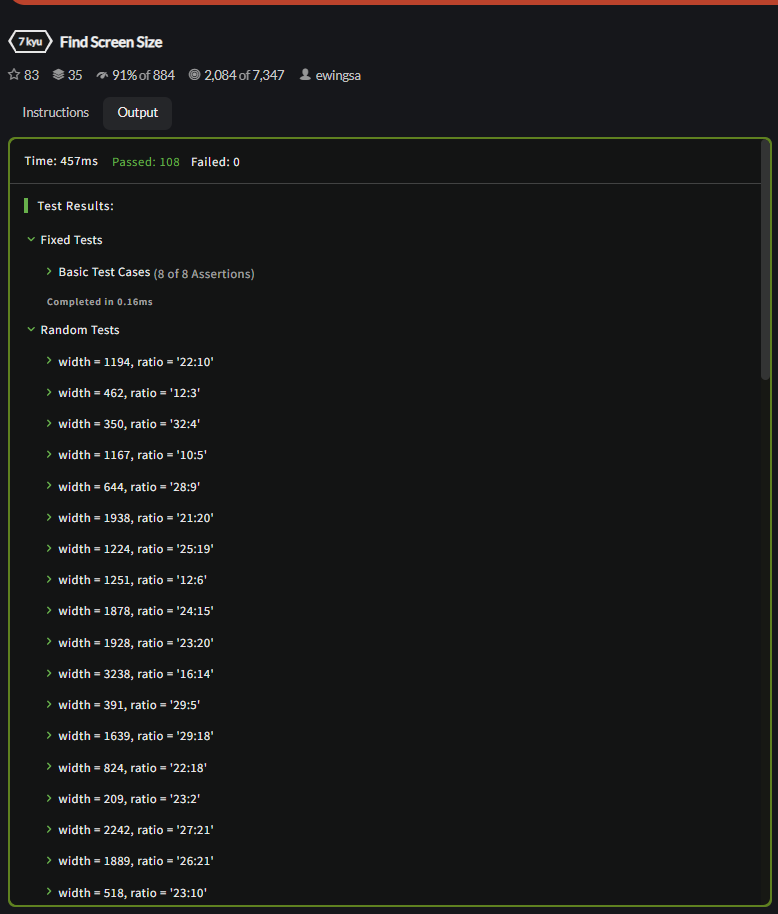 7 kyu Find Screen Size
83 35 91% of 884 2,084 of 7,347 ewingsa
Instructions Output
Time: 457ms Passed: 108 Failed: 0
Test Results:
Fixed Tests
Basic Test Cases (8 of 8 Assertions)
Completed in 0.16ms
Random Tests
width = 1194, ratio = '22:10'
width = 462, ratio = '12:3'
width = 350, ratio = '32:4'
width = 1167, ratio = '10:5'
width = 644, ratio = '28:9'
width = 1938, ratio = '21:20'
width = 1224, ratio = '25:19'
width = 1251, ratio = '12:6'
width = 1878, ratio = '24:15'
width = 1928, ratio = '23:20'
width = 3238, ratio = '16:14'
width = 391, ratio = '29:5'
width = 1639, ratio = '29:18'
width = 824, ratio = '22:18'
width = 209, ratio = '23:2'
width = 2242, ratio = '27:21'
width = 1889, ratio = '26:21'
width = 518, ratio = '23:10'